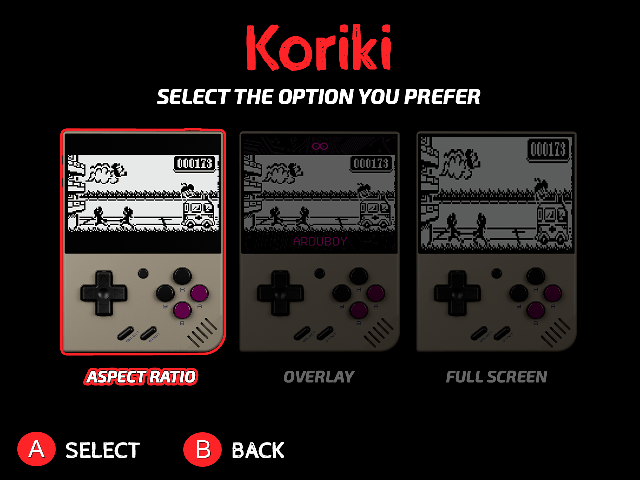 Koriki
SELECT THE OPTION YOU PREFER
000173
000173
000173
ARDUBOY
ASPECT RATIO
OVERLAY
FULL SCREEN
A SELECT
B BACK